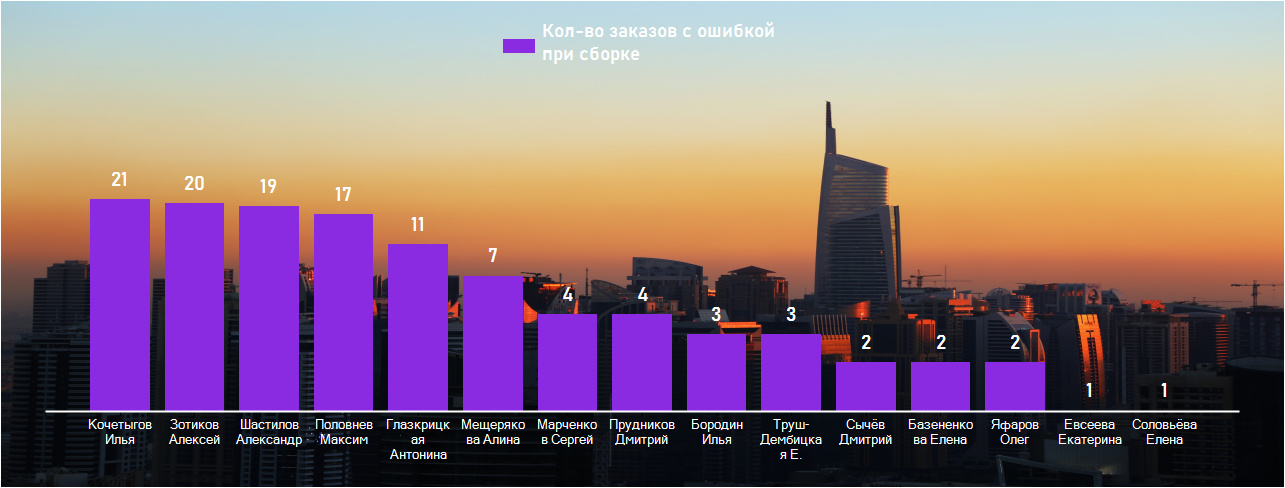 Кол-во заказов с ошибкой
при сборке
21
20
19
17
11
7
4
4
3
3
2
2
2
1
1
Кочетыгов
Илья
Зотиков
Алексей
Шастилов
Александр
Половнев
Максим
Глазкрицк
ая
Антонина
Мещеряко
ва Алина
Марченко
в Сергей
Прудников
Дмитрий
Бородин
Илья
Труш-
Дембицка
я Е.
Сычёв
Дмитрий
Базененко
ва Елена
Яфаров
Олег
Евсеева
Екатерина
Соловьёва
Елена